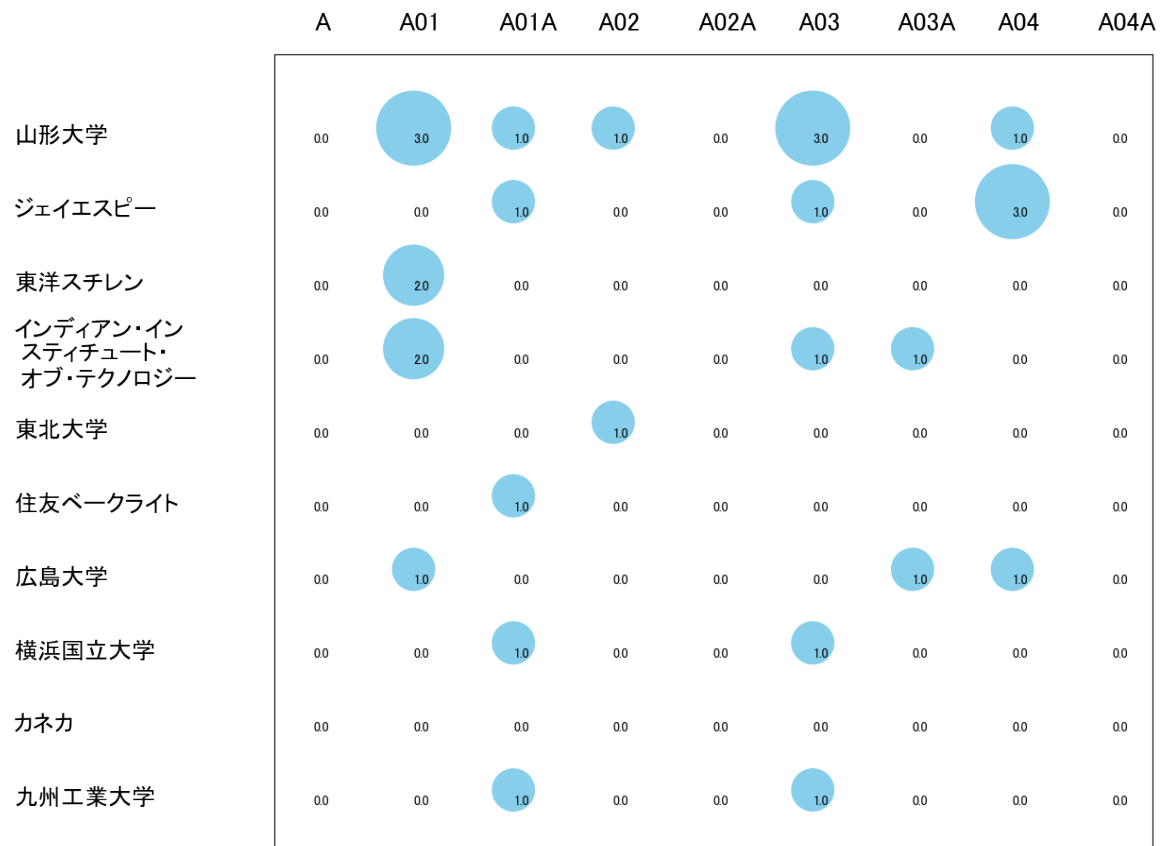 A A01 A01A A02 A02A A03 A03A A04 A04A
山形大学 0.0 3.0 1.0 1.0 0.0 3.0 0.0 1.0 0.0
ジェイエスピー 0.0 0.0 1.0 0.0 0.0 1.0 0.0 3.0 0.0
東洋スチレン 0.0 2.0 0.0 0.0 0.0 0.0 0.0 0.0 0.0
インディアン・イン
スティチュート・
オブ・テクノロジー 0.0 2.0 0.0 0.0 0.0 1.0 1.0 0.0 0.0
東北大学 0.0 0.0 0.0 1.0 0.0 0.0 0.0 0.0 0.0
住友ベークライト 0.0 0.0 1.0 0.0 0.0 0.0 0.0 0.0 0.0
広島大学 0.0 1.0 0.0 0.0 0.0 0.0 1.0 1.0 0.0
横浜国立大学 0.0 0.0 1.0 0.0 0.0 1.0 0.0 0.0 0.0
カネカ 0.0 0.0 0.0 0.0 0.0 0.0 0.0 0.0 0.0
九州工業大学 0.0 0.0 1.0 0.0 0.0 1.0 0.0 0.0 0.0